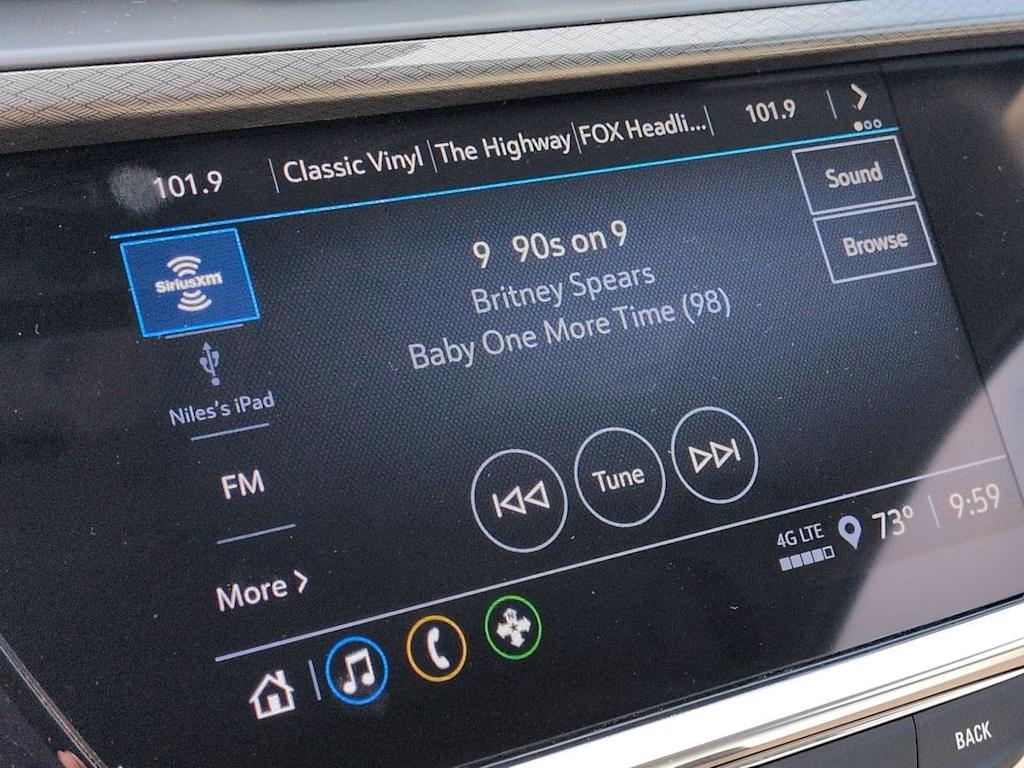 101.9
Classic Vinyl
The Highway
FOX Headli...
101.9
Sound
Browse
SiriusXM
9 90s on 9
Britney Spears
Baby One More Time (98)
Niles's iPad
FM
Tune
More >
4G LTE
73°
9:59
N
BACK